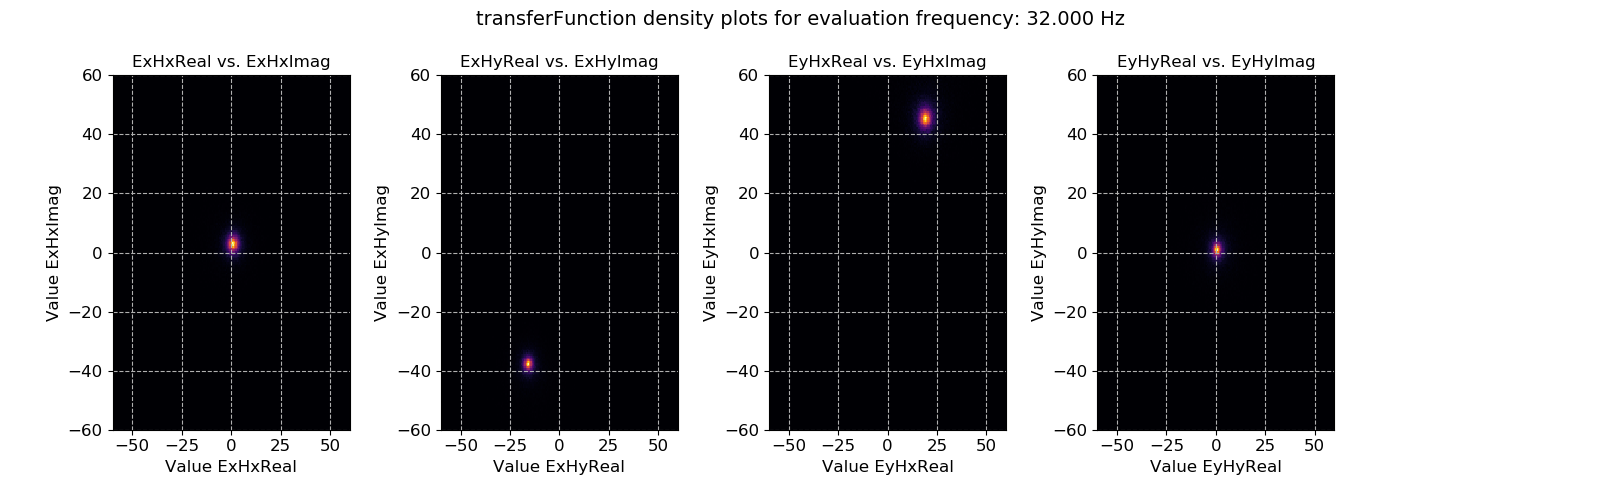 transferFunction density plots for evaluation frequency: 32.000 Hz
ExHxReal vs. ExHxImag
60
40
20
0
−20
−40
−60
Value ExHxImag
−50 −25 0 25 50
Value ExHxReal
ExHyReal vs. ExHyImag
60
40
20
0
−20
−40
−60
Value ExHyImag
−50 −25 0 25 50
Value ExHyReal
EyHxReal vs. EyHxImag
60
40
20
0
−20
−40
−60
Value EyHxImag
−50 −25 0 25 50
Value EyHxReal
EyHyReal vs. EyHyImag
60
40
20
0
−20
−40
−60
Value EyHyImag
−50 −25 0 25 50
Value EyHyReal